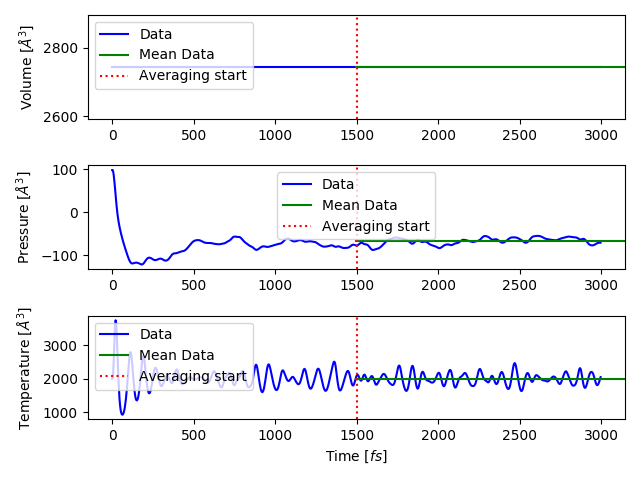 Volume [Å³]
2800
2600
Data
Mean Data
Averaging start
0 500 1000 1500 2000 2500 3000
Pressure [Å³]
100
0
−100
Data
Mean Data
Averaging start
0 500 1000 1500 2000 2500 3000
Temperature [Å³]
3000
2000
1000
Data
Mean Data
Averaging start
0 500 1000 1500 2000 2500 3000
Time [fs]